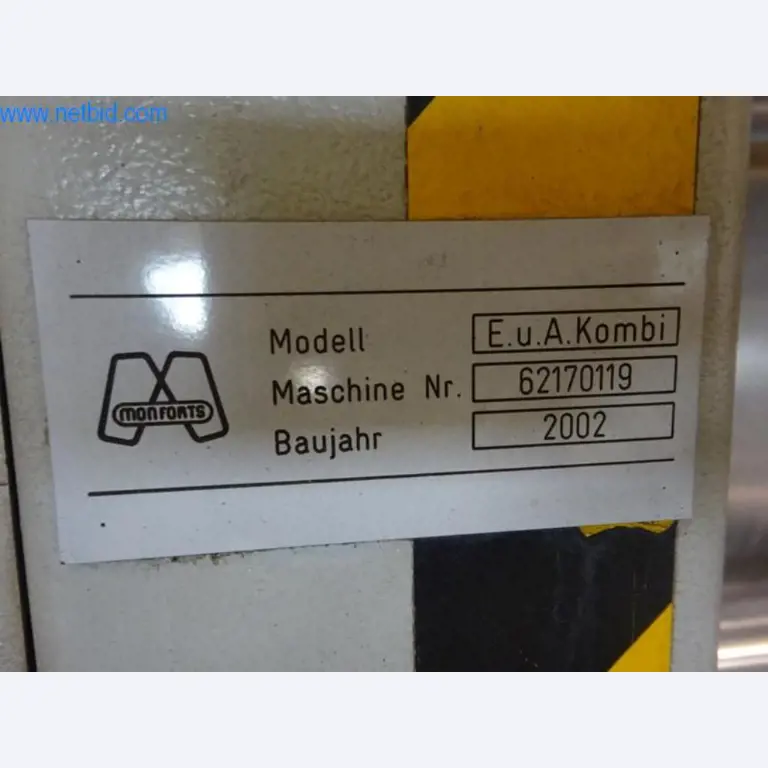 www.netbid.com
Modell E.u.A.Kombi
MONFORTS
Maschine Nr. 62170119
Baujahr 2002